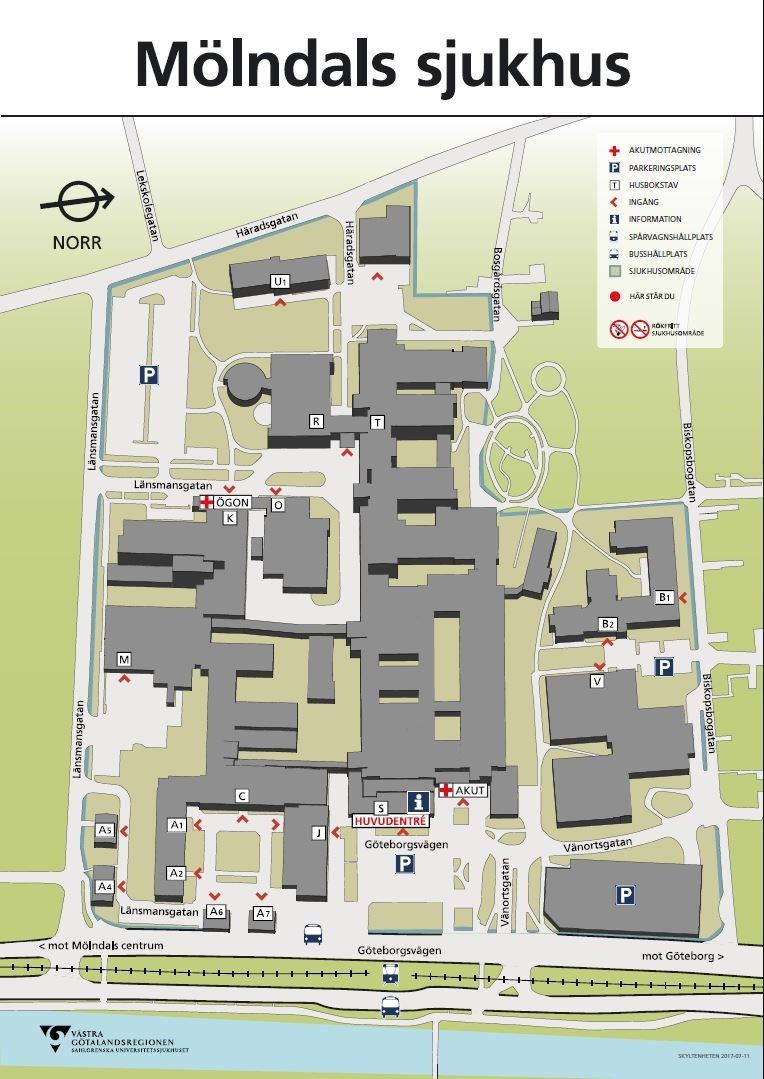 Mölndals sjukhus
AKUTMOTTAGNING
PARKERINGSPLATS
HUSBOKSTAV
INGÅNG
INFORMATION
SPÅRVAGNSHÅLLPLATS
BUSSHÅLLPLATS
SJUKHUSOMRÅDE
HÄR STÅR DU
RÖKFRITT
SJUKHUSOMRÅDE
P
T
i
NORR
Lekskolegatan
Häradsgatan
Häradsgatan
Bosgårdsgatan
U1
P
Länsmansgatan
R
T
Biskopsbogatan
Länsmansgatan
ÖGON
O
K
B1
B2
M
P
V
Länsmansgatan
Biskopsbogatan
C
S
i
AKUT
HUVUDENTRÉ
A5
A1
J
Göteborgsvägen
Vänortsgatan
P
A2
A4
P
Vänortsgatan
Länsmansgatan
A6
A7
< mot Mölndals centrum
Göteborgsvägen
mot Göteborg >
VÄSTRA
GÖTALANDSREGIONEN
SAHLGRENSKA UNIVERSITETSSJUKHUSET
SKYLTENHETEN 2017-07-11